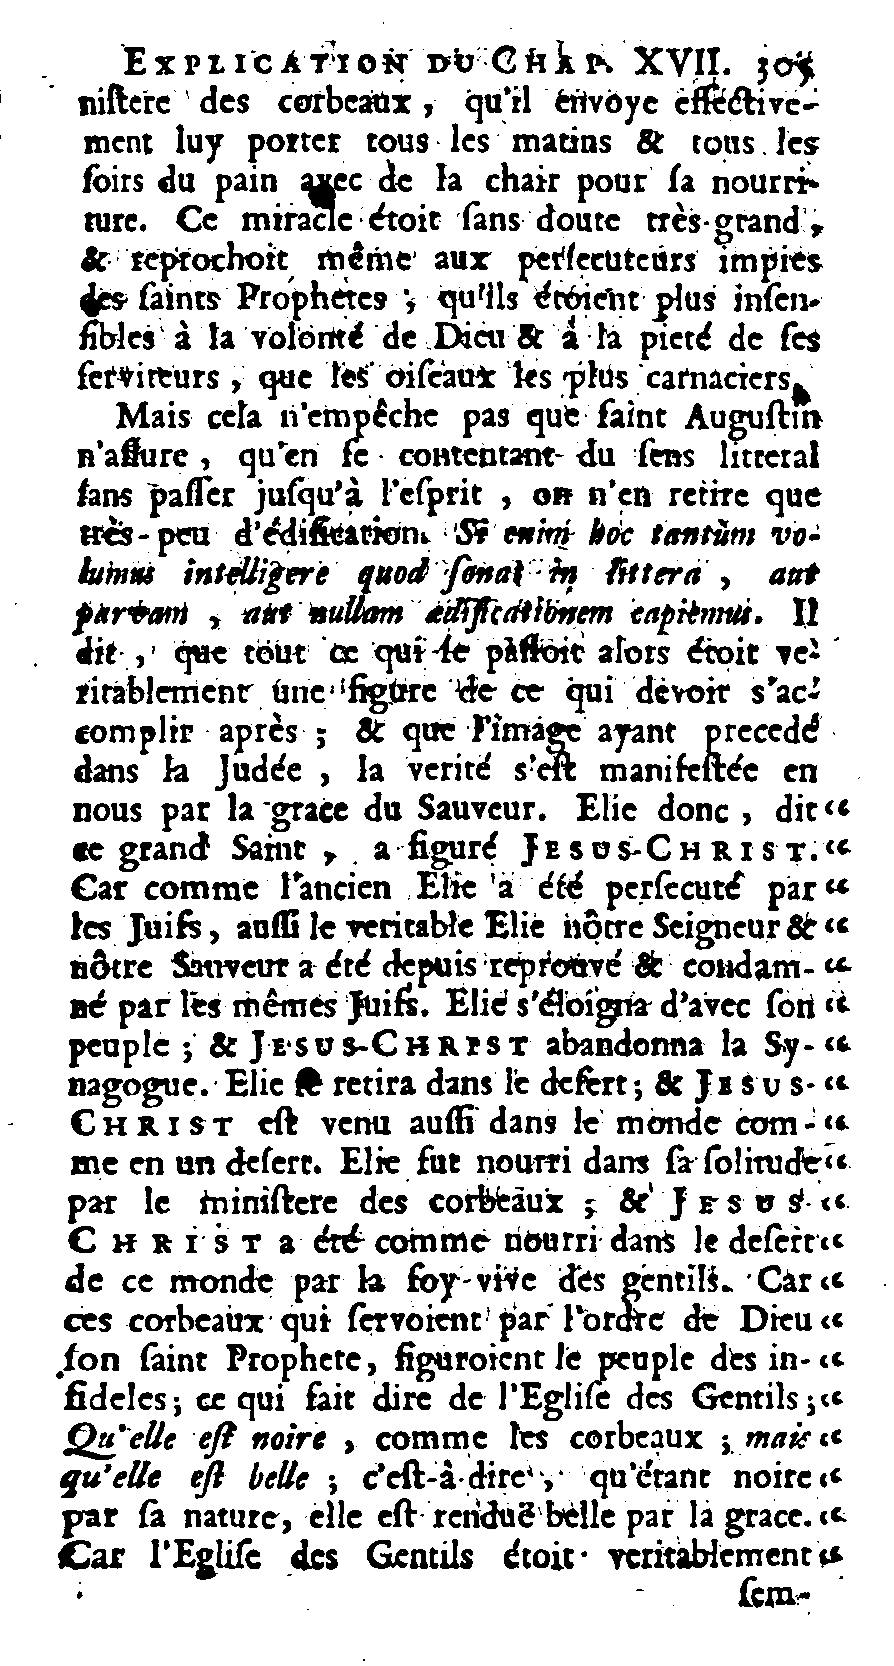 EXPLICATION DU CHAP. XVII. 305
niſtere des corbeaux, qu'il envoye effective-
ment luy porter tous les matins & tous les
ſoirs du pain avec de la chair pour ſa nourri-
ture. Ce miracle étoit ſans doute très-grand,
& reprochoit même aux perſecuteurs impies
des ſaints Prophetes, qu'ils étoient plus inſen-
ſibles à la volonté de Dieu & à la pieté de ſes
ſerviteurs, que les oiſeaux les plus carnaciers.
Mais cela n'empêche pas que ſaint Auguſtin
n'aſſure, qu'en ſe contentant du ſens litteral
ſans paſſer juſqu'à l'eſprit, on n'en retire que
très-peu d'édification. Si enim hoc tantùm vo-
lumus intelligere quod ſonat in littera, aut
parvam, aut nullam ædificationem capiemus. Il
dit, que tout ce qui ſe paſſoit alors étoit ve-
ritablement une figure de ce qui devoit s'ac-
complir après; & que l'image ayant precedé
dans la Judée, la verité s'eſt manifeſtée en
nous par la grace du Sauveur. Elie donc, dit “
ce grand Saint, a figuré JESUS-CHRIST. “
Car comme l'ancien Elie a été perſecuté par “
les Juifs, auſſi le veritable Elie nôtre Seigneur & “
nôtre Sauveur a été depuis reprouvé & condam- “
né par les mêmes Juifs. Elie s'éloigna d'avec ſon “
peuple; & JESUS-CHRIST abandonna la Sy- “
nagogue. Elie ſe retira dans le deſert; & JESUS- “
CHRIST eſt venu auſſi dans le monde com- “
me en un deſert. Elie fut nourri dans ſa ſolitude “
par le miniſtere des corbeaux; & JESUS- “
CHRIST a été comme nourri dans le deſert “
de ce monde par la foy vive des gentils. Car “
ces corbeaux qui ſervoient par l'ordre de Dieu “
ſon ſaint Prophete, figuroient le peuple des in- “
fideles; ce qui fait dire de l'Egliſe des Gentils; “
Qu'elle eſt noire, comme les corbeaux; mais “
qu'elle eſt belle; c'eſt-à-dire, qu'étant noire “
par ſa nature, elle eſt renduë belle par la grace. “
Car l'Egliſe des Gentils étoit veritablement “
ſem-